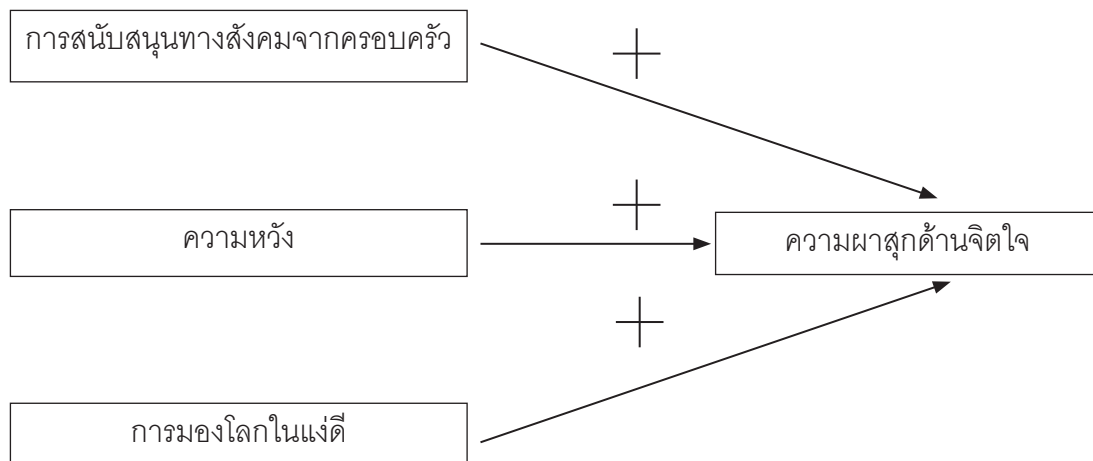 การสนับสนุนทางสังคมจากครอบครัว
+
ความหวัง
+
ความผาสุกด้านจิตใจ
+
การมองโลกในแง่ดี